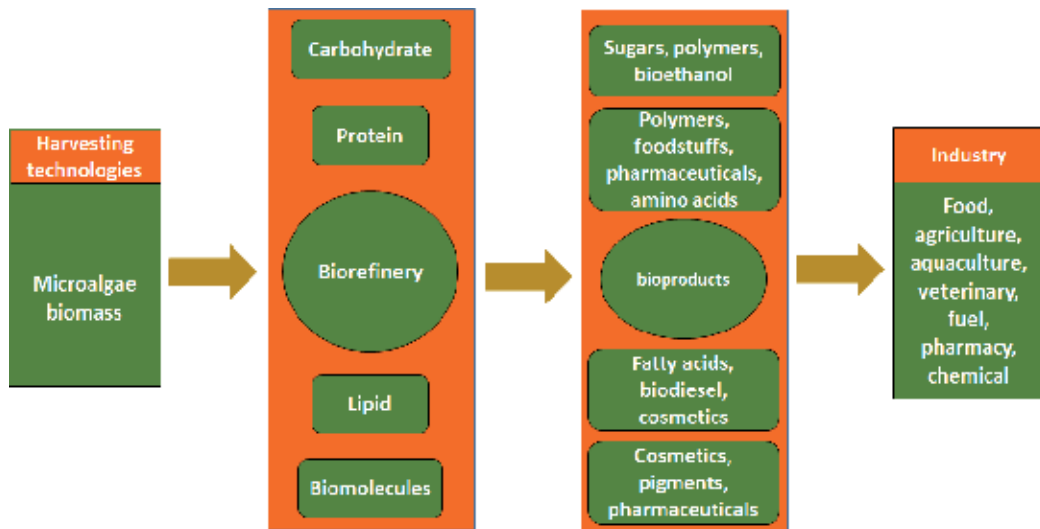 Harvesting
technologies
Microalgae
biomass
Carbohydrate
Protein
Biorefinery
Lipid
Biomolecules
Sugars, polymers,
bioethanol
Polymers,
foodstuffs,
pharmaceuticals,
amino acids
bioproducts
Fatty acids,
biodiesel,
cosmetics
Cosmetics,
pigments,
pharmaceuticals
Industry
Food,
agriculture,
aquaculture,
veterinary,
fuel,
pharmacy,
chemical